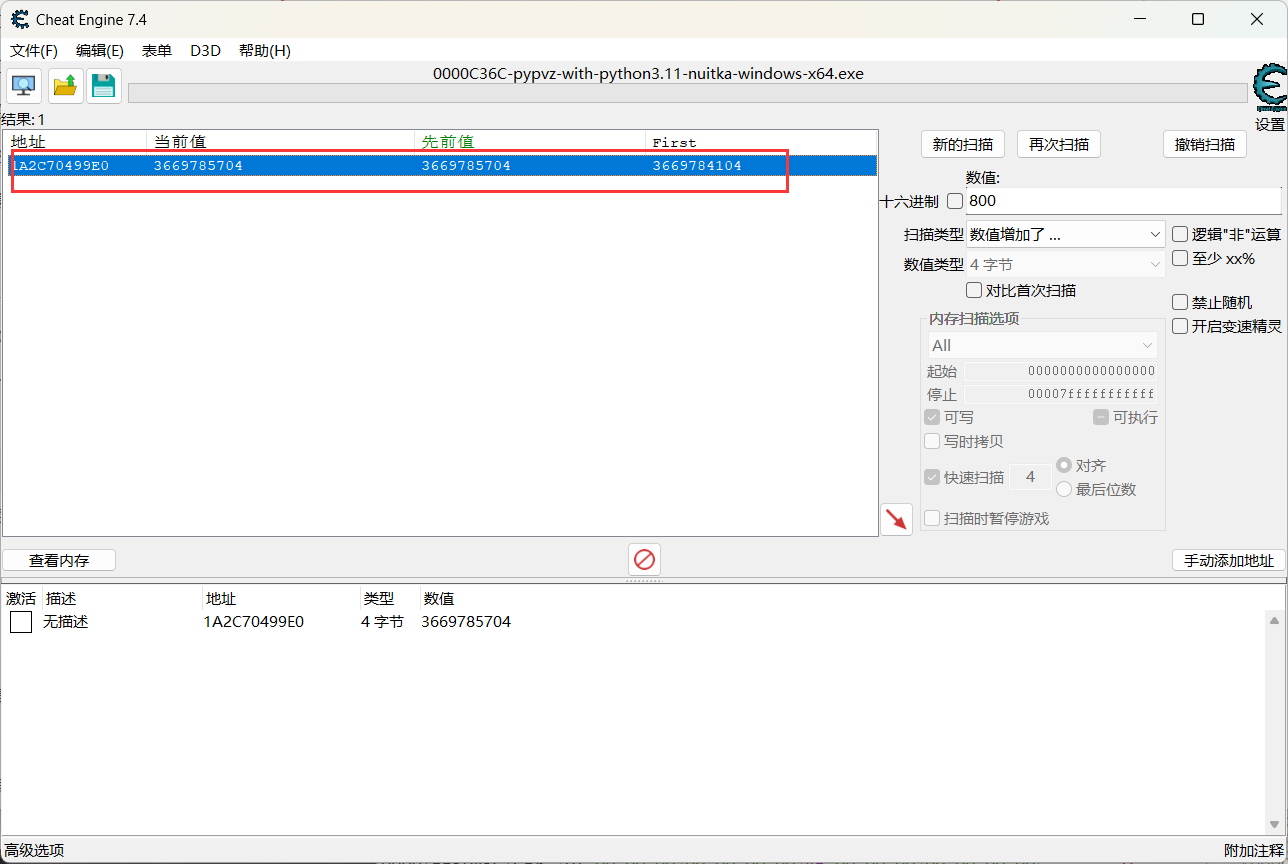 Cheat Engine 7.4
文件(F) 编辑(E) 表单 D3D 帮助(H)
0000C36C-pypvz-with-python3.11-nuitka-windows-x64.exe
结果: 1
设置
地址 当前值 先前值 First
1A2C70499E0 3669785704 3669785704 3669784104
新的扫描 再次扫描 撤销扫描
数值:
十六进制 800
扫描类型 数值增加了 ... 逻辑"非"运算
数值类型 4 字节 至少 xx%
对比首次扫描
禁止随机
内存扫描选项 开启变速精灵
All
起始 0000000000000000
停止 00007fffffffffff
可写 可执行
写时拷贝
快速扫描 4 对齐
最后位数
扫描时暂停游戏
查看内存 手动添加地址
激活 描述 地址 类型 数值
无描述 1A2C70499E0 4 字节 3669785704
高级选项 附加注释